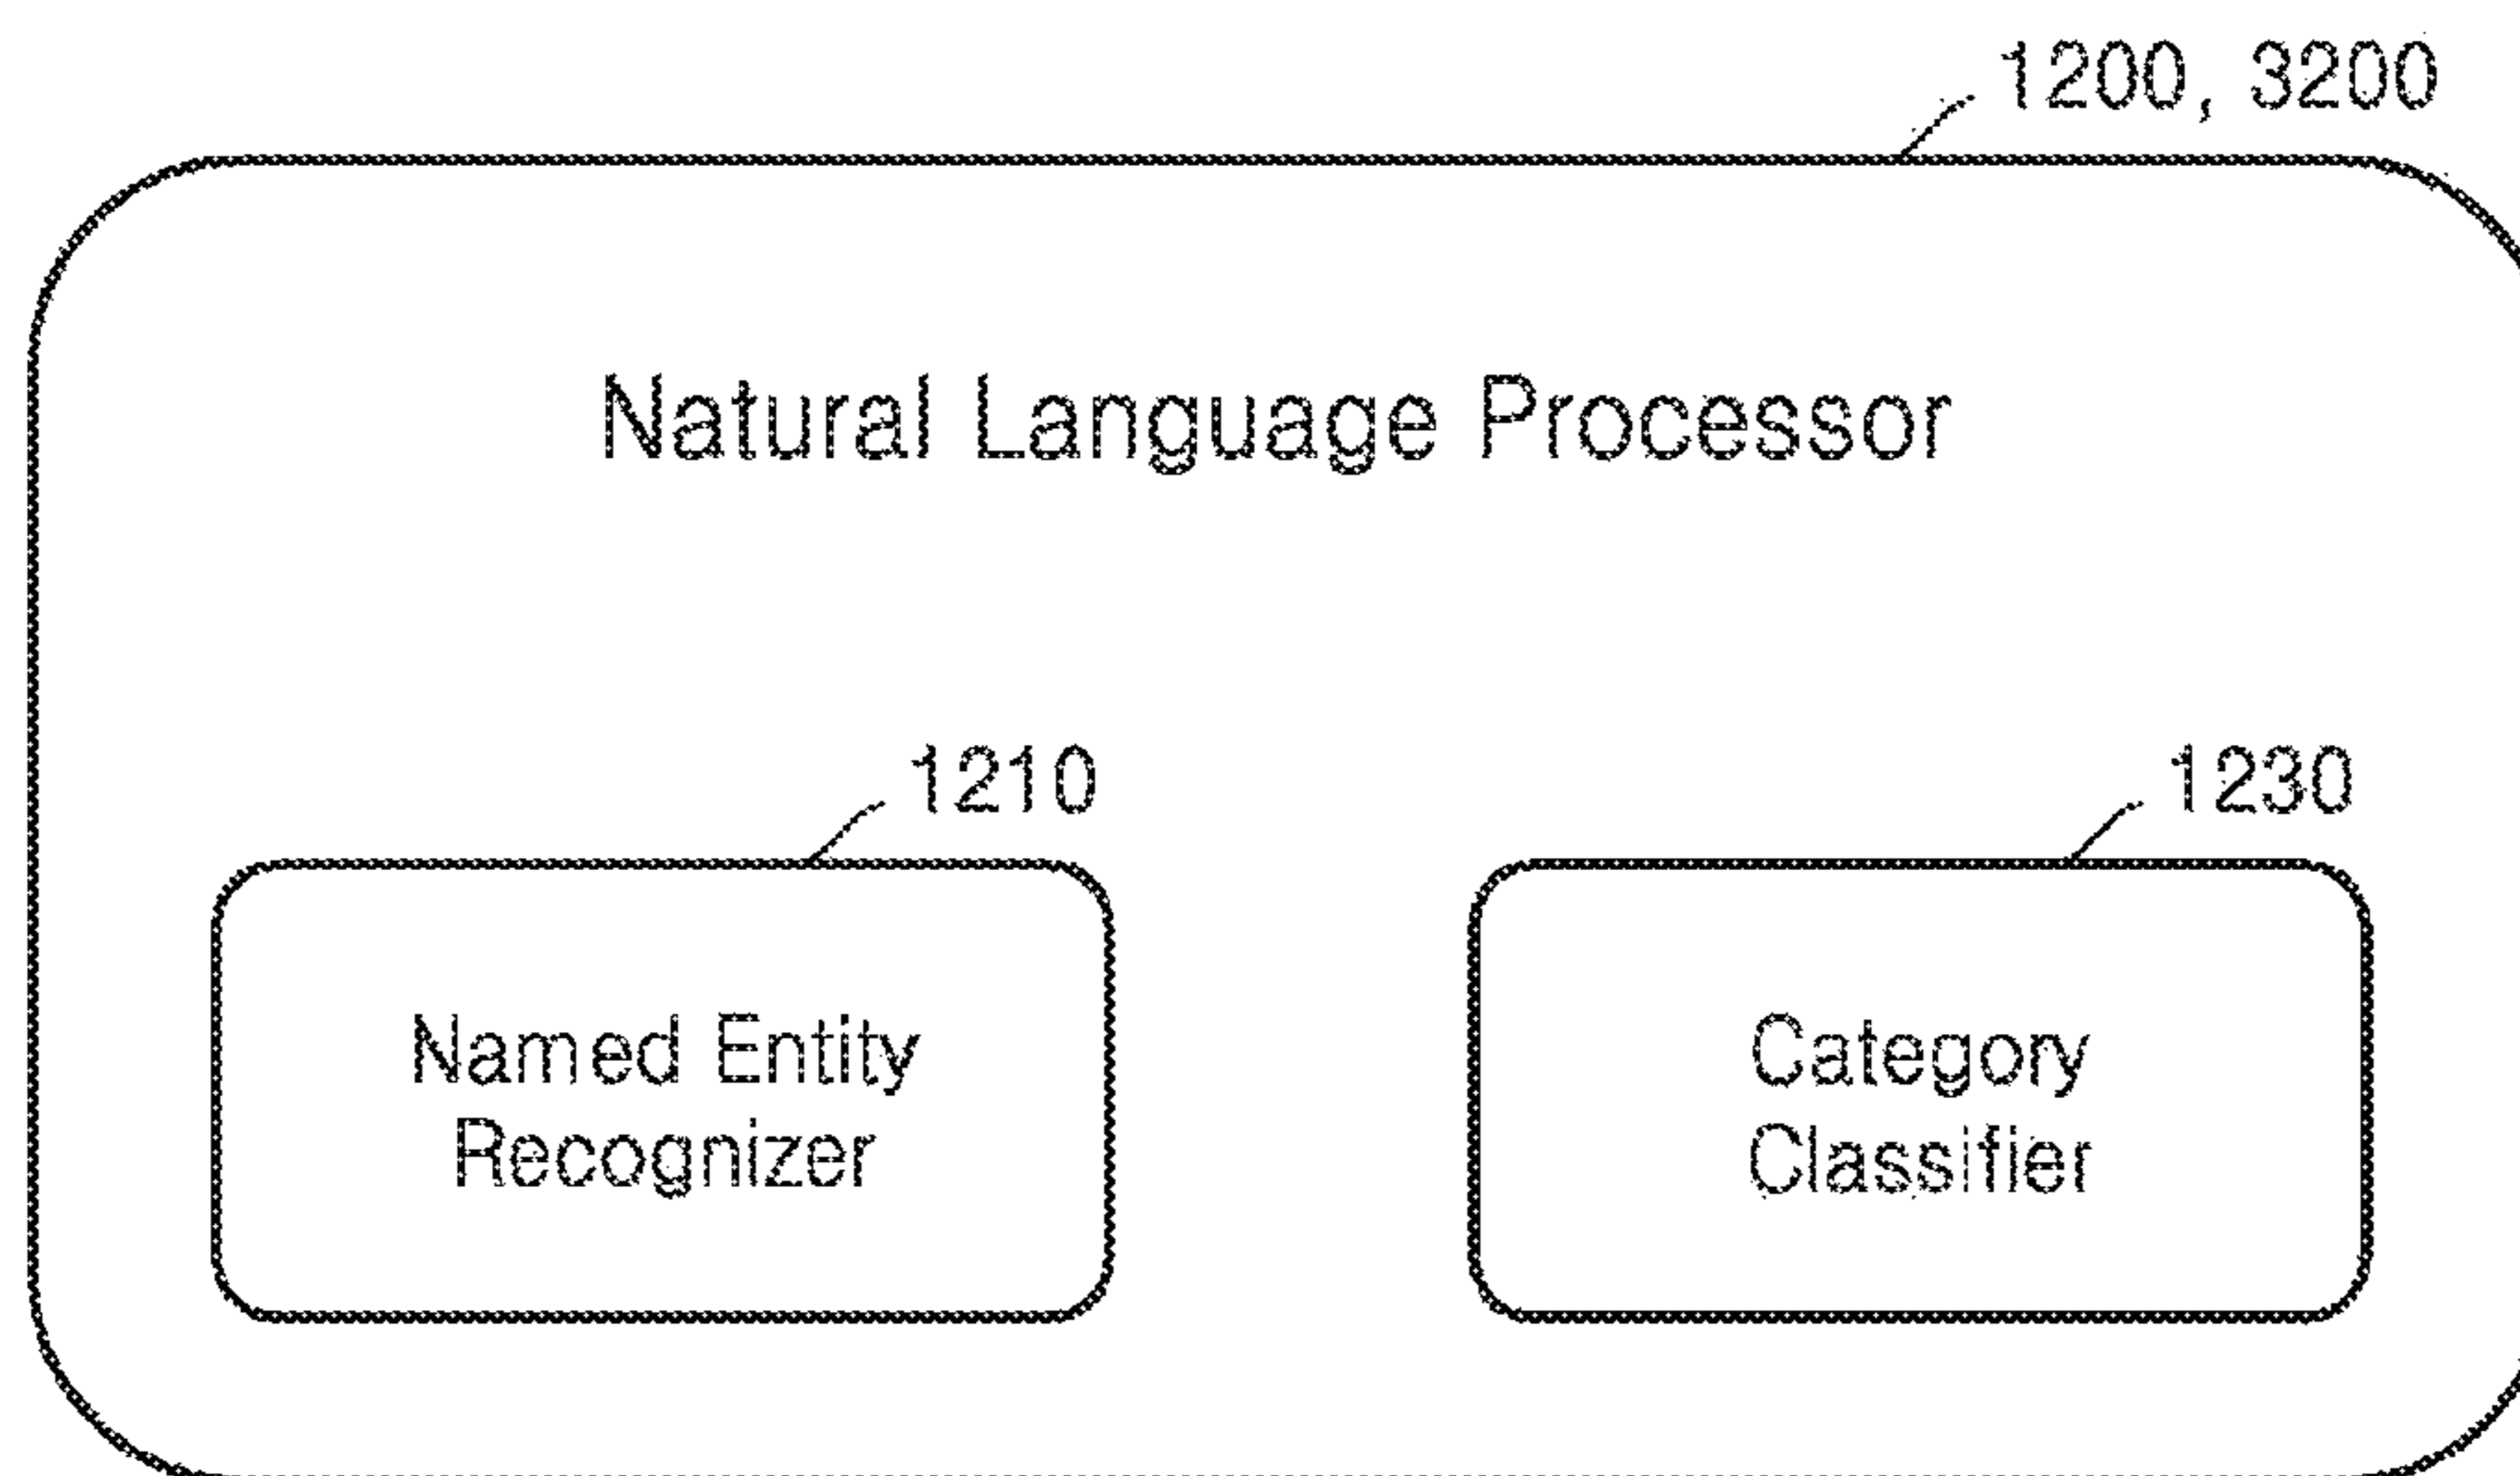 1200, 3200
Natural Language Processor
1210
1230
Named Entity
Recognizer
Category
Classifier